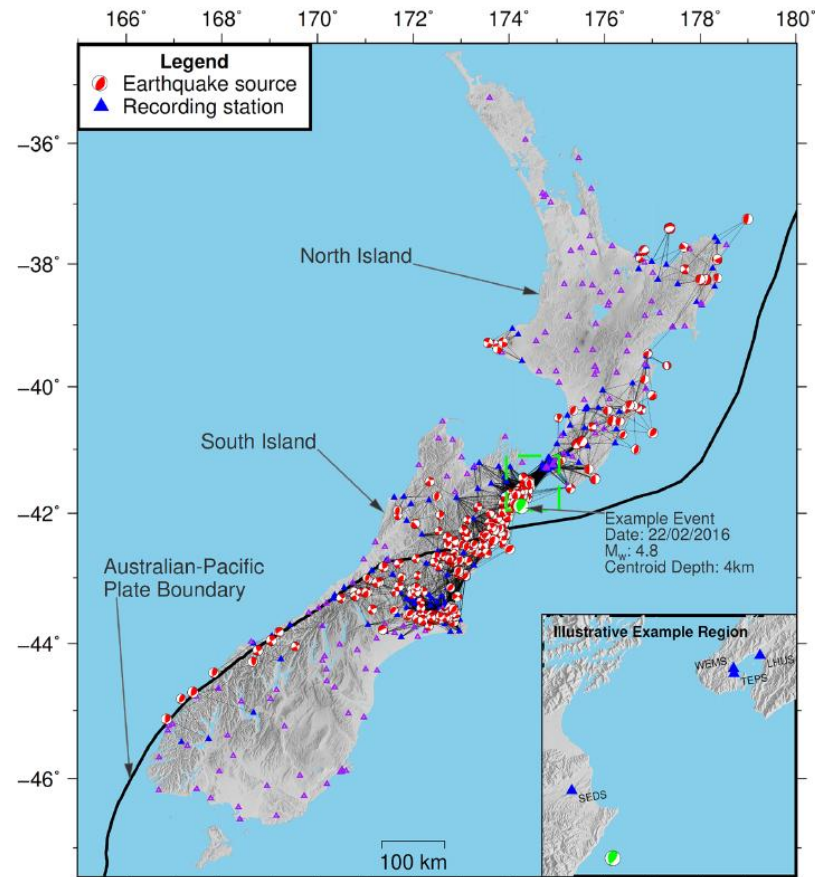 166° 168° 170° 172° 174° 176° 178° 180°
Legend
Earthquake source
Recording station
−36°
−38°
−40°
−42°
−44°
−46°
North Island
South Island
Australian-Pacific
Plate Boundary
Example Event
Date: 22/02/2016
Mw: 4.8
Centroid Depth: 4km
100 km
Illustrative Example Region
WEMS
LHUS
TEPS
SEDS